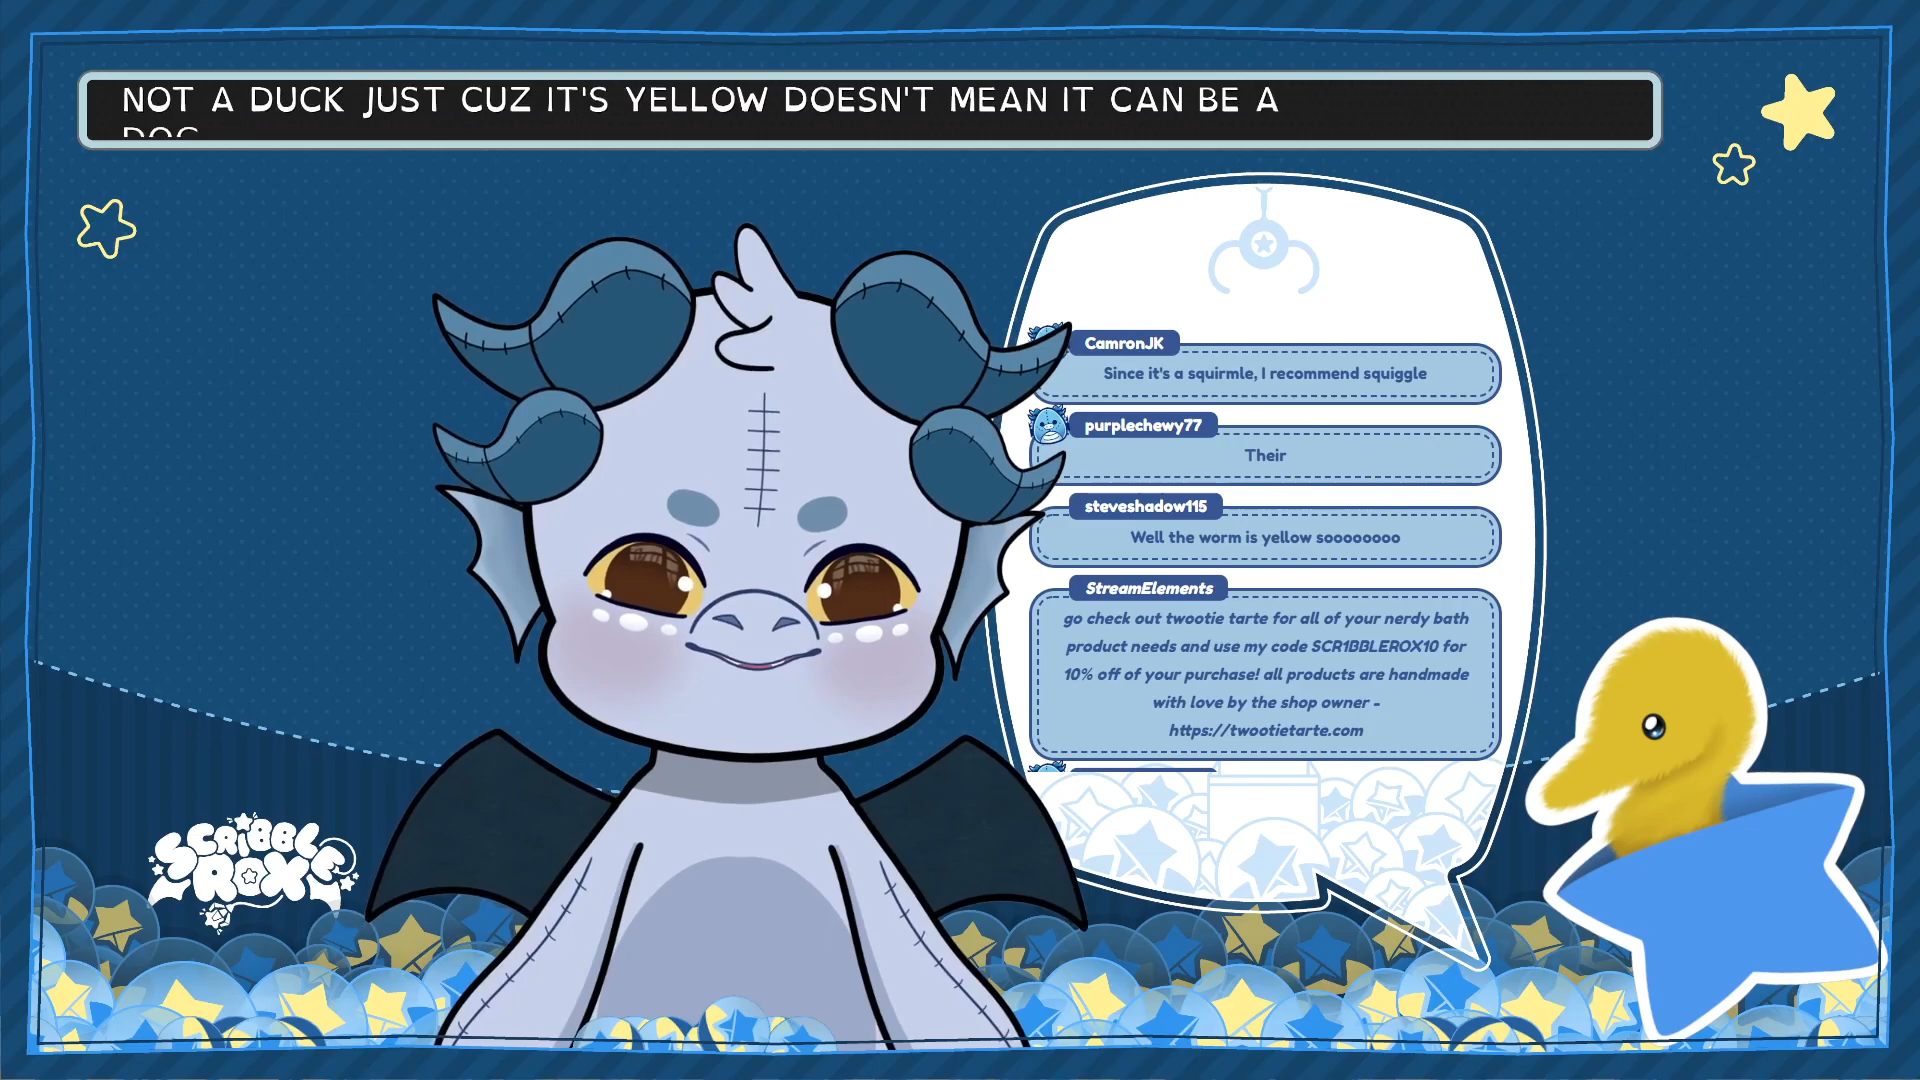 NOT A DUCK JUST CUZ IT'S YELLOW DOESN'T MEAN IT CAN BE A
CamronJK
Since it's a squirmle, I recommend squiggle
purplechewy77
Their
steveshadow115
Well the worm is yellow soooooooo
StreamElements
go check out twootie tarte for all of your nerdy bath
product needs and use my code SCR1BBLEROX10 for
10% off of your purchase! all products are handmade
with love by the shop owner -
https://twootietarte.com
SCRiBBLE
ROX